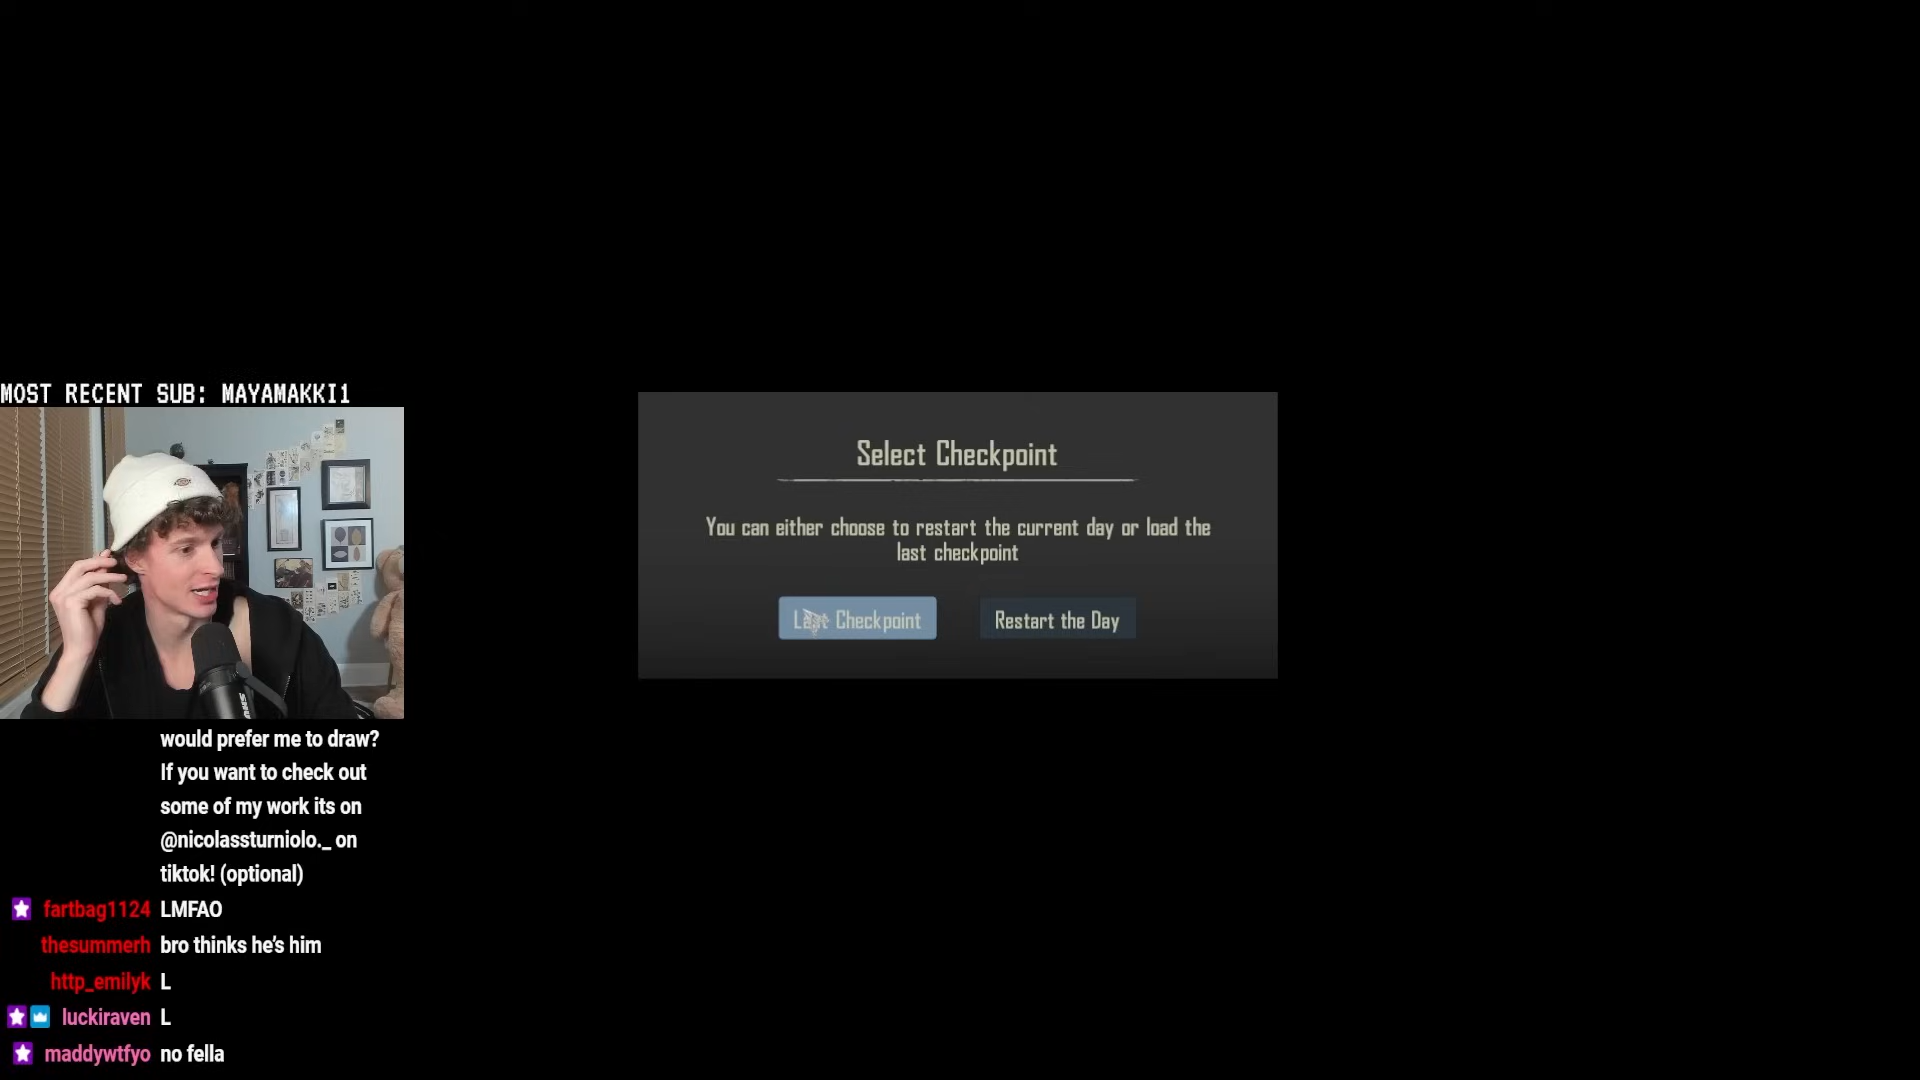 MOST RECENT SUB: MAYAMAKKI1
Select Checkpoint
You can either choose to restart the current day or load the
last checkpoint
Last Checkpoint
Restart the Day
would prefer me to draw?
If you want to check out
some of my work its on
@nicolassturniolo._ on
tiktok! (optional)
fartbag1124 LMFAO
thesummerh bro thinks he's him
http_emilyk L
luckiraven L
maddywtfyo no fella